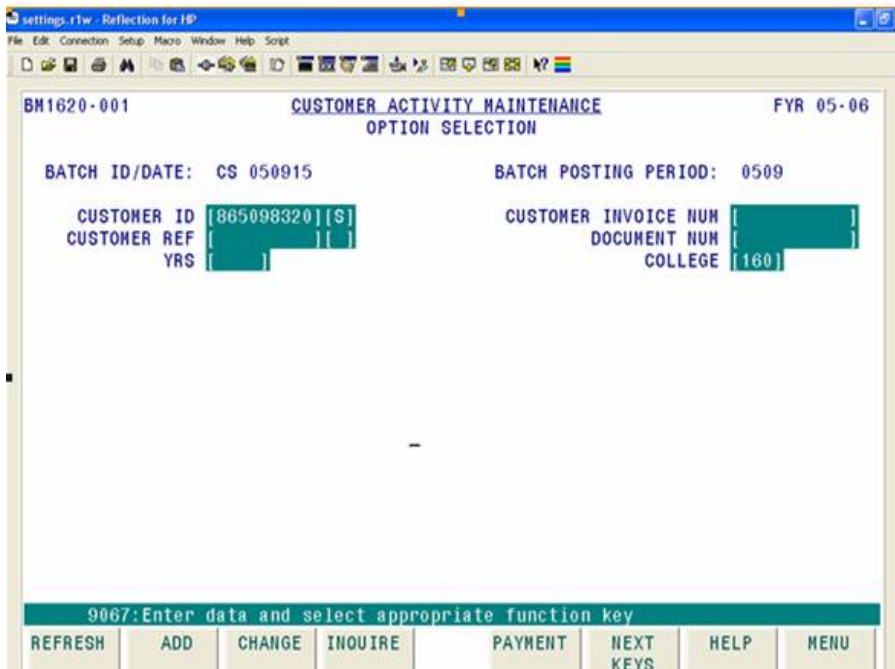 settings.r1w - Reflection for HP
File Edit Connection Setup Macro Window Help Script
BM1620-001 CUSTOMER ACTIVITY MAINTENANCE FYR 05-06
OPTION SELECTION
BATCH ID/DATE: CS 050915 BATCH POSTING PERIOD: 0509
CUSTOMER ID [865098320][S] CUSTOMER INVOICE NUM [ ]
CUSTOMER REF [ ][ ] DOCUMENT NUM [ ]
YRS [ ] COLLEGE [160]
9067:Enter data and select appropriate function key
REFRESH ADD CHANGE INQUIRE PAYMENT NEXT KEYS HELP MENU